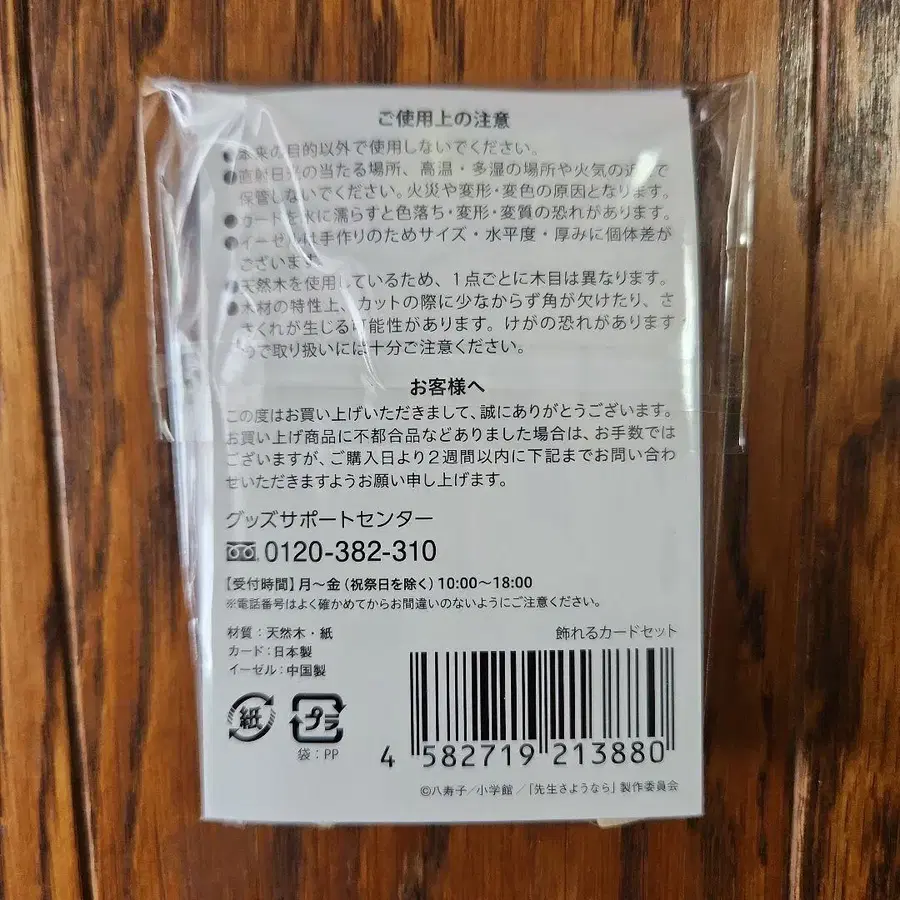 ご使用上の注意
●本来の目的以外で使用しないでください。
●直射日光の当たる場所、高温・多湿の場所や火気の近くで
保管しないでください。火災や変形・変色の原因となります。
●カードを水に濡らすと色落ち・変形・変質の恐れがあります。
●イーゼルは手作りのためサイズ・水平度・厚みに個体差が
ございます。
●天然木を使用しているため、1点ごとに木目は異なります。
●木材の特性上、カットの際に少なからず角が欠けたり、さ
さくれが生じる可能性があります。けがの恐れがあります
ので取り扱いには十分ご注意ください。
お客様へ
この度はお買い上げいただきまして、誠にありがとうございます。
お買い上げ商品に不都合品などありました場合は、お手数では
ございますが、ご購入日より2週間以内に下記までお問い合わ
せいただきますようお願い申し上げます。
グッズサポートセンター
0120-382-310
【受付時間】月～金（祝祭日を除く）10:00～18:00
※電話番号はよく確かめてからお間違いのないようにご注意ください。
材質：天然木・紙
カード：日本製
イーゼル：中国製
飾れるカードセット
紙
プラ
袋：PP
4 582719 213880
©八寿子／小学館／「先生さようなら」製作委員会